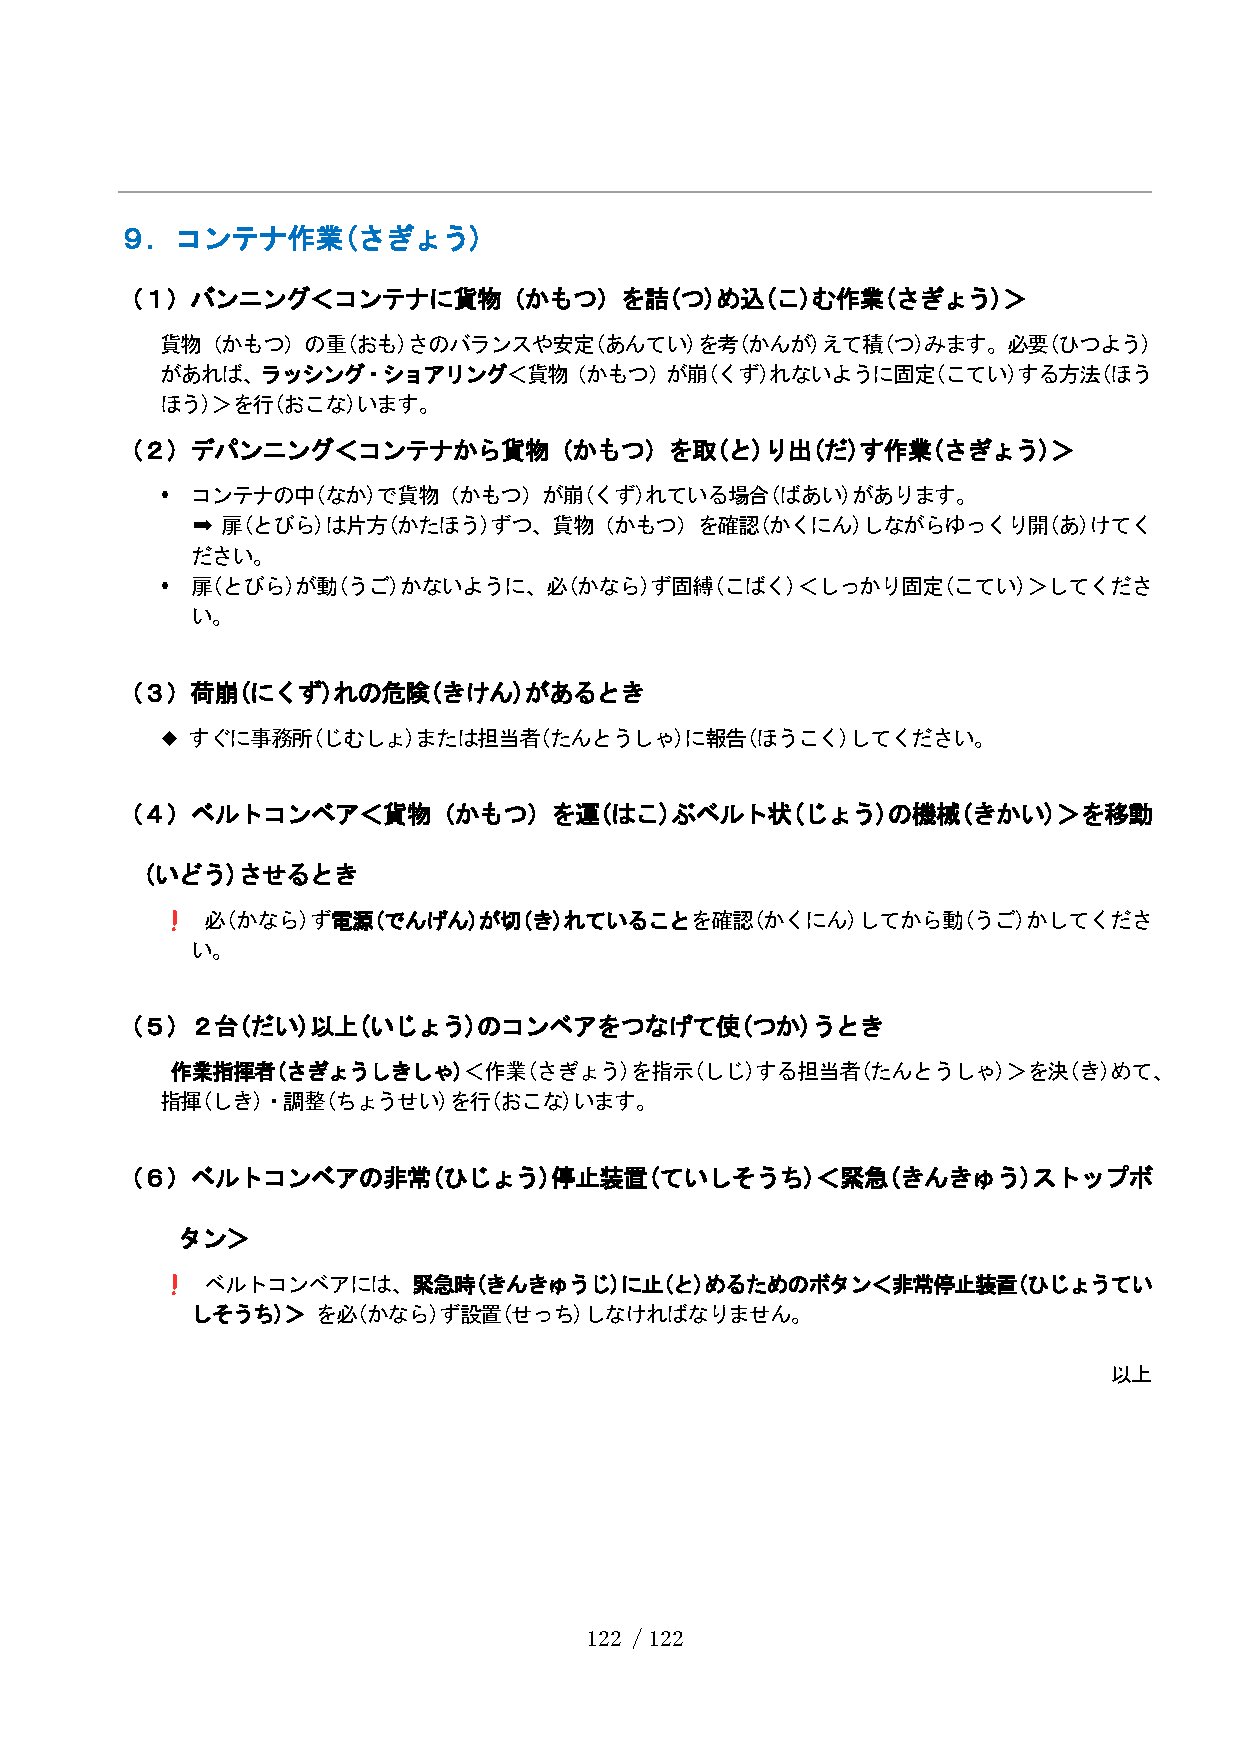 ９．コンテナ作業(さぎょう)
（１）バンニング＜コンテナに貨物（かもつ）を詰(つ)め込(こ)む作業(さぎょう)＞
貨物（かもつ）の重(おも)さのバランスや安定(あんてい)を考(かんが)えて積(つ)みます。必要(ひつよう)
があれば、ラッシング・ショアリング＜貨物（かもつ）が崩(くず)れないように固定(こてい)する方法(ほう
ほう)＞を行(おこな)います。
（２）デパンニング＜コンテナから貨物（かもつ）を取(と)り出(だ)す作業(さぎょう)＞
• コンテナの中(なか)で貨物（かもつ）が崩(くず)れている場合(ばあい)があります。
➡ 扉(とびら)は片方(かたほう)ずつ、貨物（かもつ）を確認(かくにん)しながらゆっくり開(あ)けてく
ださい。
• 扉(とびら)が動(うご)かないように、必(かなら)ず固縛(こばく)＜しっかり固定(こてい)＞してくださ
い。
（３）荷崩(にくず)れの危険(きけん)があるとき
◆ すぐに事務所(じむしょ)または担当者(たんとうしゃ)に報告(ほうこく)してください。
（４）ベルトコンベア＜貨物（かもつ）を運(はこ)ぶベルト状(じょう)の機械(きかい)＞を移動
(いどう)させるとき
❗ 必(かなら)ず電源(でんげん)が切(き)れていることを確認(かくにん)してから動(うご)かしてくださ
い。
（５）２台(だい)以上(いじょう)のコンベアをつなげて使(つか)うとき
作業指揮者(さぎょうしきしゃ)＜作業(さぎょう)を指示(しじ)する担当者(たんとうしゃ)＞を決(き)めて、
指揮(しき)・調整(ちょうせい)を行(おこな)います。
（６）ベルトコンベアの非常(ひじょう)停止装置(ていしそうち)＜緊急(きんきゅう)ストップボ
タン＞
❗ ベルトコンベアには、緊急時(きんきゅうじ)に止(と)めるためのボタン＜非常停止装置(ひじょうてい
しそうち)＞ を必(かなら)ず設置(せっち)しなければなりません。
以上
122 / 122